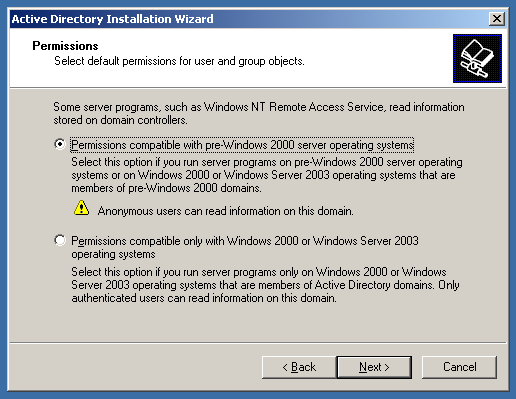 Active Directory Installation Wizard
Permissions
Select default permissions for user and group objects.
Some server programs, such as Windows NT Remote Access Service, read information
stored on domain controllers.
Permissions compatible with pre-Windows 2000 server operating systems
Select this option if you run server programs on pre-Windows 2000 server operating
systems or on Windows 2000 or Windows Server 2003 operating systems that are
members of pre-Windows 2000 domains.
Anonymous users can read information on this domain.
Permissions compatible only with Windows 2000 or Windows Server 2003
operating systems
Select this option if you run server programs only on Windows 2000 or Windows
Server 2003 operating systems that are members of Active Directory domains. Only
authenticated users can read information on this domain.
< Back
Next >
Cancel